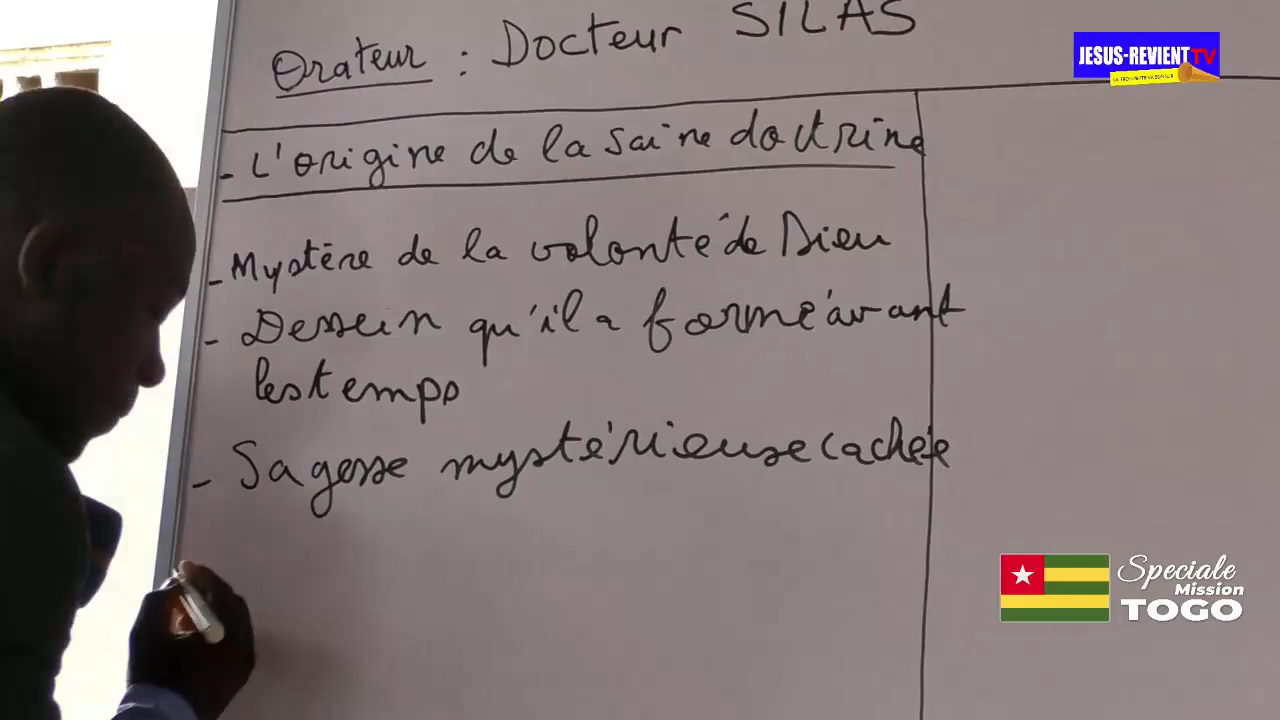 Orateur : Docteur SILAS
JESUS-REVIENT TV
- L'origine de la saine doctrine
- Mystère de la volonté de Dieu
- Dessein qu'il a formé avant
les temps
- Sagesse mystérieuse cachée
Speciale
Mission
TOGO